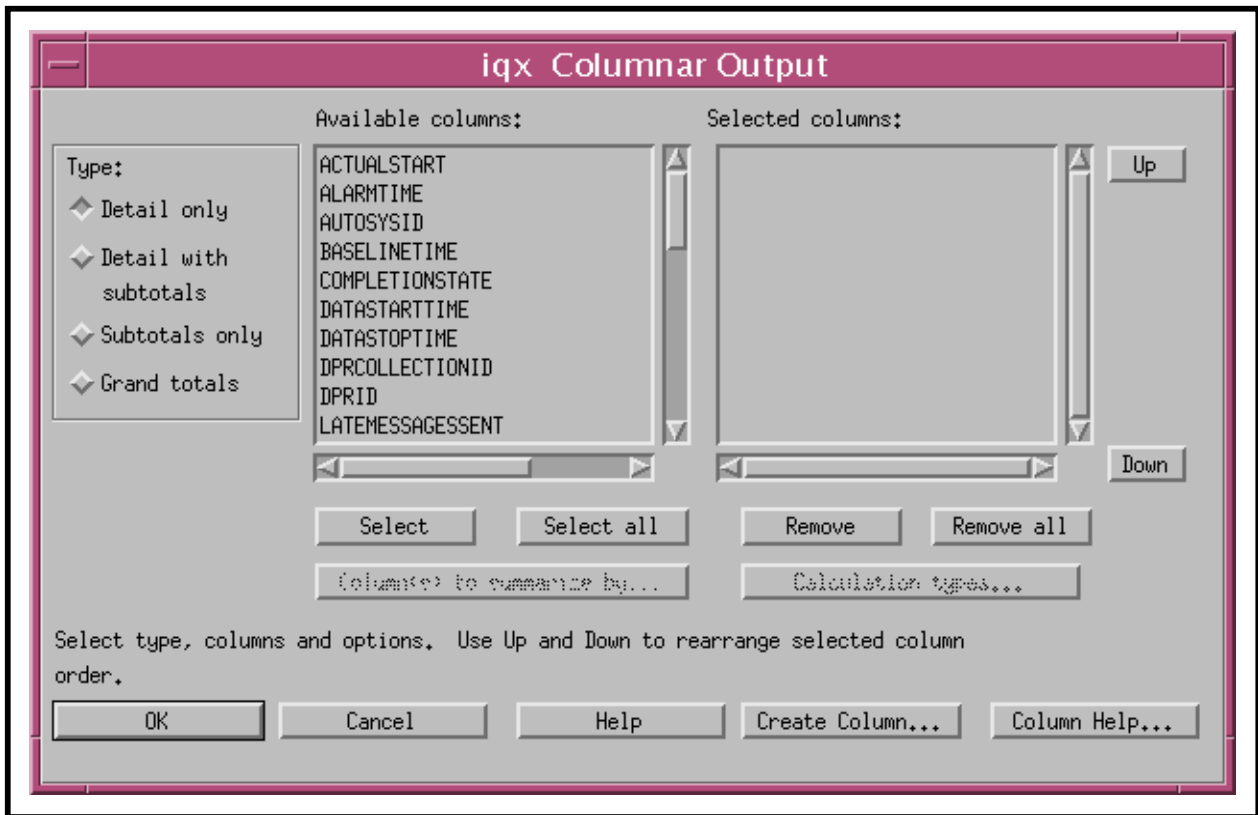 iqx Columnar Output
Available columns:
Selected columns:
Type:
Detail only
Detail with
subtotals
Subtotals only
Grand totals
ACTUALSTART
ALARMTIME
AUTOSYSID
BASELINETIME
COMPLETIONSTATE
DATASTARTTIME
DATASTOPTIME
DPRCOLLECTIONID
DPRID
LATEMESSAGESSENT
Up
Down
Select
Select all
Remove
Remove all
Column(s) to summarize by...
Calculation types...
Select type, columns and options.  Use Up and Down to rearrange selected column
order.
OK
Cancel
Help
Create Column...
Column Help...